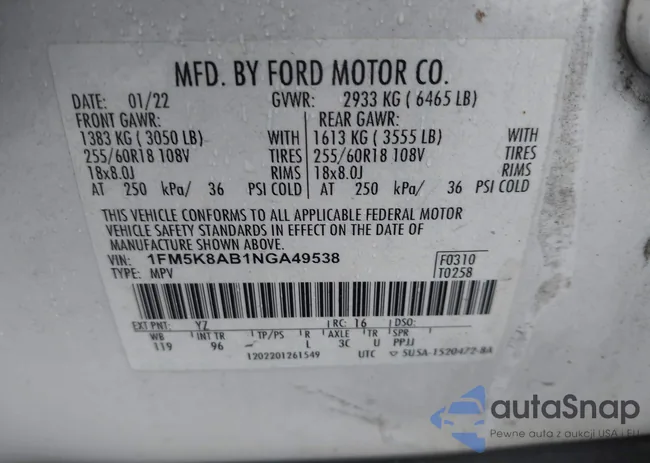 MFD. BY FORD MOTOR CO.
DATE: 01/22 GVWR: 2933 KG ( 6465 LB)
FRONT GAWR: REAR GAWR:
1383 KG ( 3050 LB) WITH 1613 KG ( 3555 LB) WITH
255/60R18 108V TIRES 255/60R18 108V TIRES
18x8.0J RIMS 18x8.0J RIMS
AT 250 kPa/ 36 PSI COLD AT 250 kPa/ 36 PSI COLD
THIS VEHICLE CONFORMS TO ALL APPLICABLE FEDERAL MOTOR
VEHICLE SAFETY STANDARDS IN EFFECT ON THE DATE OF
MANUFACTURE SHOWN ABOVE.
VIN: 1FM5K8AB1NGA49538 F0310
TYPE: MPV T0258
EXT PNT: YZ RC: 16 DSO:
WB INT TR TP/PS R AXLE TR SPR
119 96 – L 3C U PPJJ
1202201261549 UTC 5USA-1520472-8A
autaSnap
Pewne auta z aukcji USA i EU